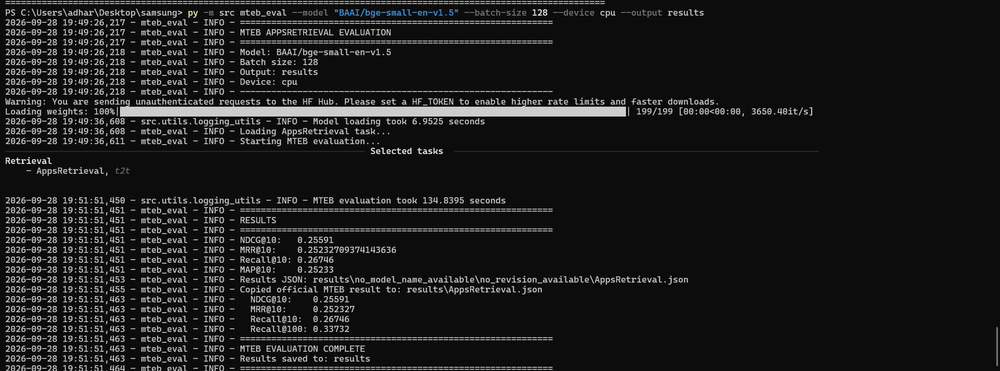 ===================================================================================================================
PS C:\Users\adhar\Desktop\samsung> py -m src mteb_eval --model "BAAI/bge-small-en-v1.5" --batch-size 128 --device cpu --output results
2026-09-28 19:49:26,217 - mteb_eval - INFO - ============================================================
2026-09-28 19:49:26,217 - mteb_eval - INFO - MTEB APPSRETRIEVAL EVALUATION
2026-09-28 19:49:26,217 - mteb_eval - INFO - ============================================================
2026-09-28 19:49:26,218 - mteb_eval - INFO - Model: BAAI/bge-small-en-v1.5
2026-09-28 19:49:26,218 - mteb_eval - INFO - Batch size: 128
2026-09-28 19:49:26,218 - mteb_eval - INFO - Output: results
2026-09-28 19:49:26,218 - mteb_eval - INFO - Device: cpu
2026-09-28 19:49:26,218 - mteb_eval - INFO - ------------------------------------------------------------
Warning: You are sending unauthenticated requests to the HF Hub. Please set a HF_TOKEN to enable higher rate limits and faster downloads.
Loading weights: 100%| | 199/199 [00:00<00:00, 3650.40it/s]
2026-09-28 19:49:36,608 - src.utils.logging_utils - INFO - Model loading took 6.9525 seconds
2026-09-28 19:49:36,608 - mteb_eval - INFO - Loading AppsRetrieval task...
2026-09-28 19:49:36,611 - mteb_eval - INFO - Starting MTEB evaluation...
Selected tasks
Retrieval
    - AppsRetrieval, t2t
2026-09-28 19:51:51,450 - src.utils.logging_utils - INFO - MTEB evaluation took 134.8395 seconds
2026-09-28 19:51:51,451 - mteb_eval - INFO - ============================================================
2026-09-28 19:51:51,451 - mteb_eval - INFO - RESULTS
2026-09-28 19:51:51,451 - mteb_eval - INFO - ============================================================
2026-09-28 19:51:51,451 - mteb_eval - INFO - NDCG@10:   0.25591
2026-09-28 19:51:51,451 - mteb_eval - INFO - MRR@10:    0.25232709374143636
2026-09-28 19:51:51,451 - mteb_eval - INFO - Recall@10: 0.26746
2026-09-28 19:51:51,451 - mteb_eval - INFO - MAP@10:    0.25233
2026-09-28 19:51:51,453 - mteb_eval - INFO - Results JSON: results\no_model_name_available\no_revision_available\AppsRetrieval.json
2026-09-28 19:51:51,455 - mteb_eval - INFO - Copied official MTEB result to: results\AppsRetrieval.json
2026-09-28 19:51:51,463 - mteb_eval - INFO -   NDCG@10:    0.25591
2026-09-28 19:51:51,463 - mteb_eval - INFO -   MRR@10:     0.252327
2026-09-28 19:51:51,463 - mteb_eval - INFO -   Recall@10:  0.26746
2026-09-28 19:51:51,463 - mteb_eval - INFO -   Recall@100: 0.33732
2026-09-28 19:51:51,463 - mteb_eval - INFO - ============================================================
2026-09-28 19:51:51,463 - mteb_eval - INFO - MTEB EVALUATION COMPLETE
2026-09-28 19:51:51,463 - mteb_eval - INFO - Results saved to: results
2026-09-28 19:51:51,464 - mteb_eval - INFO - ============================================================